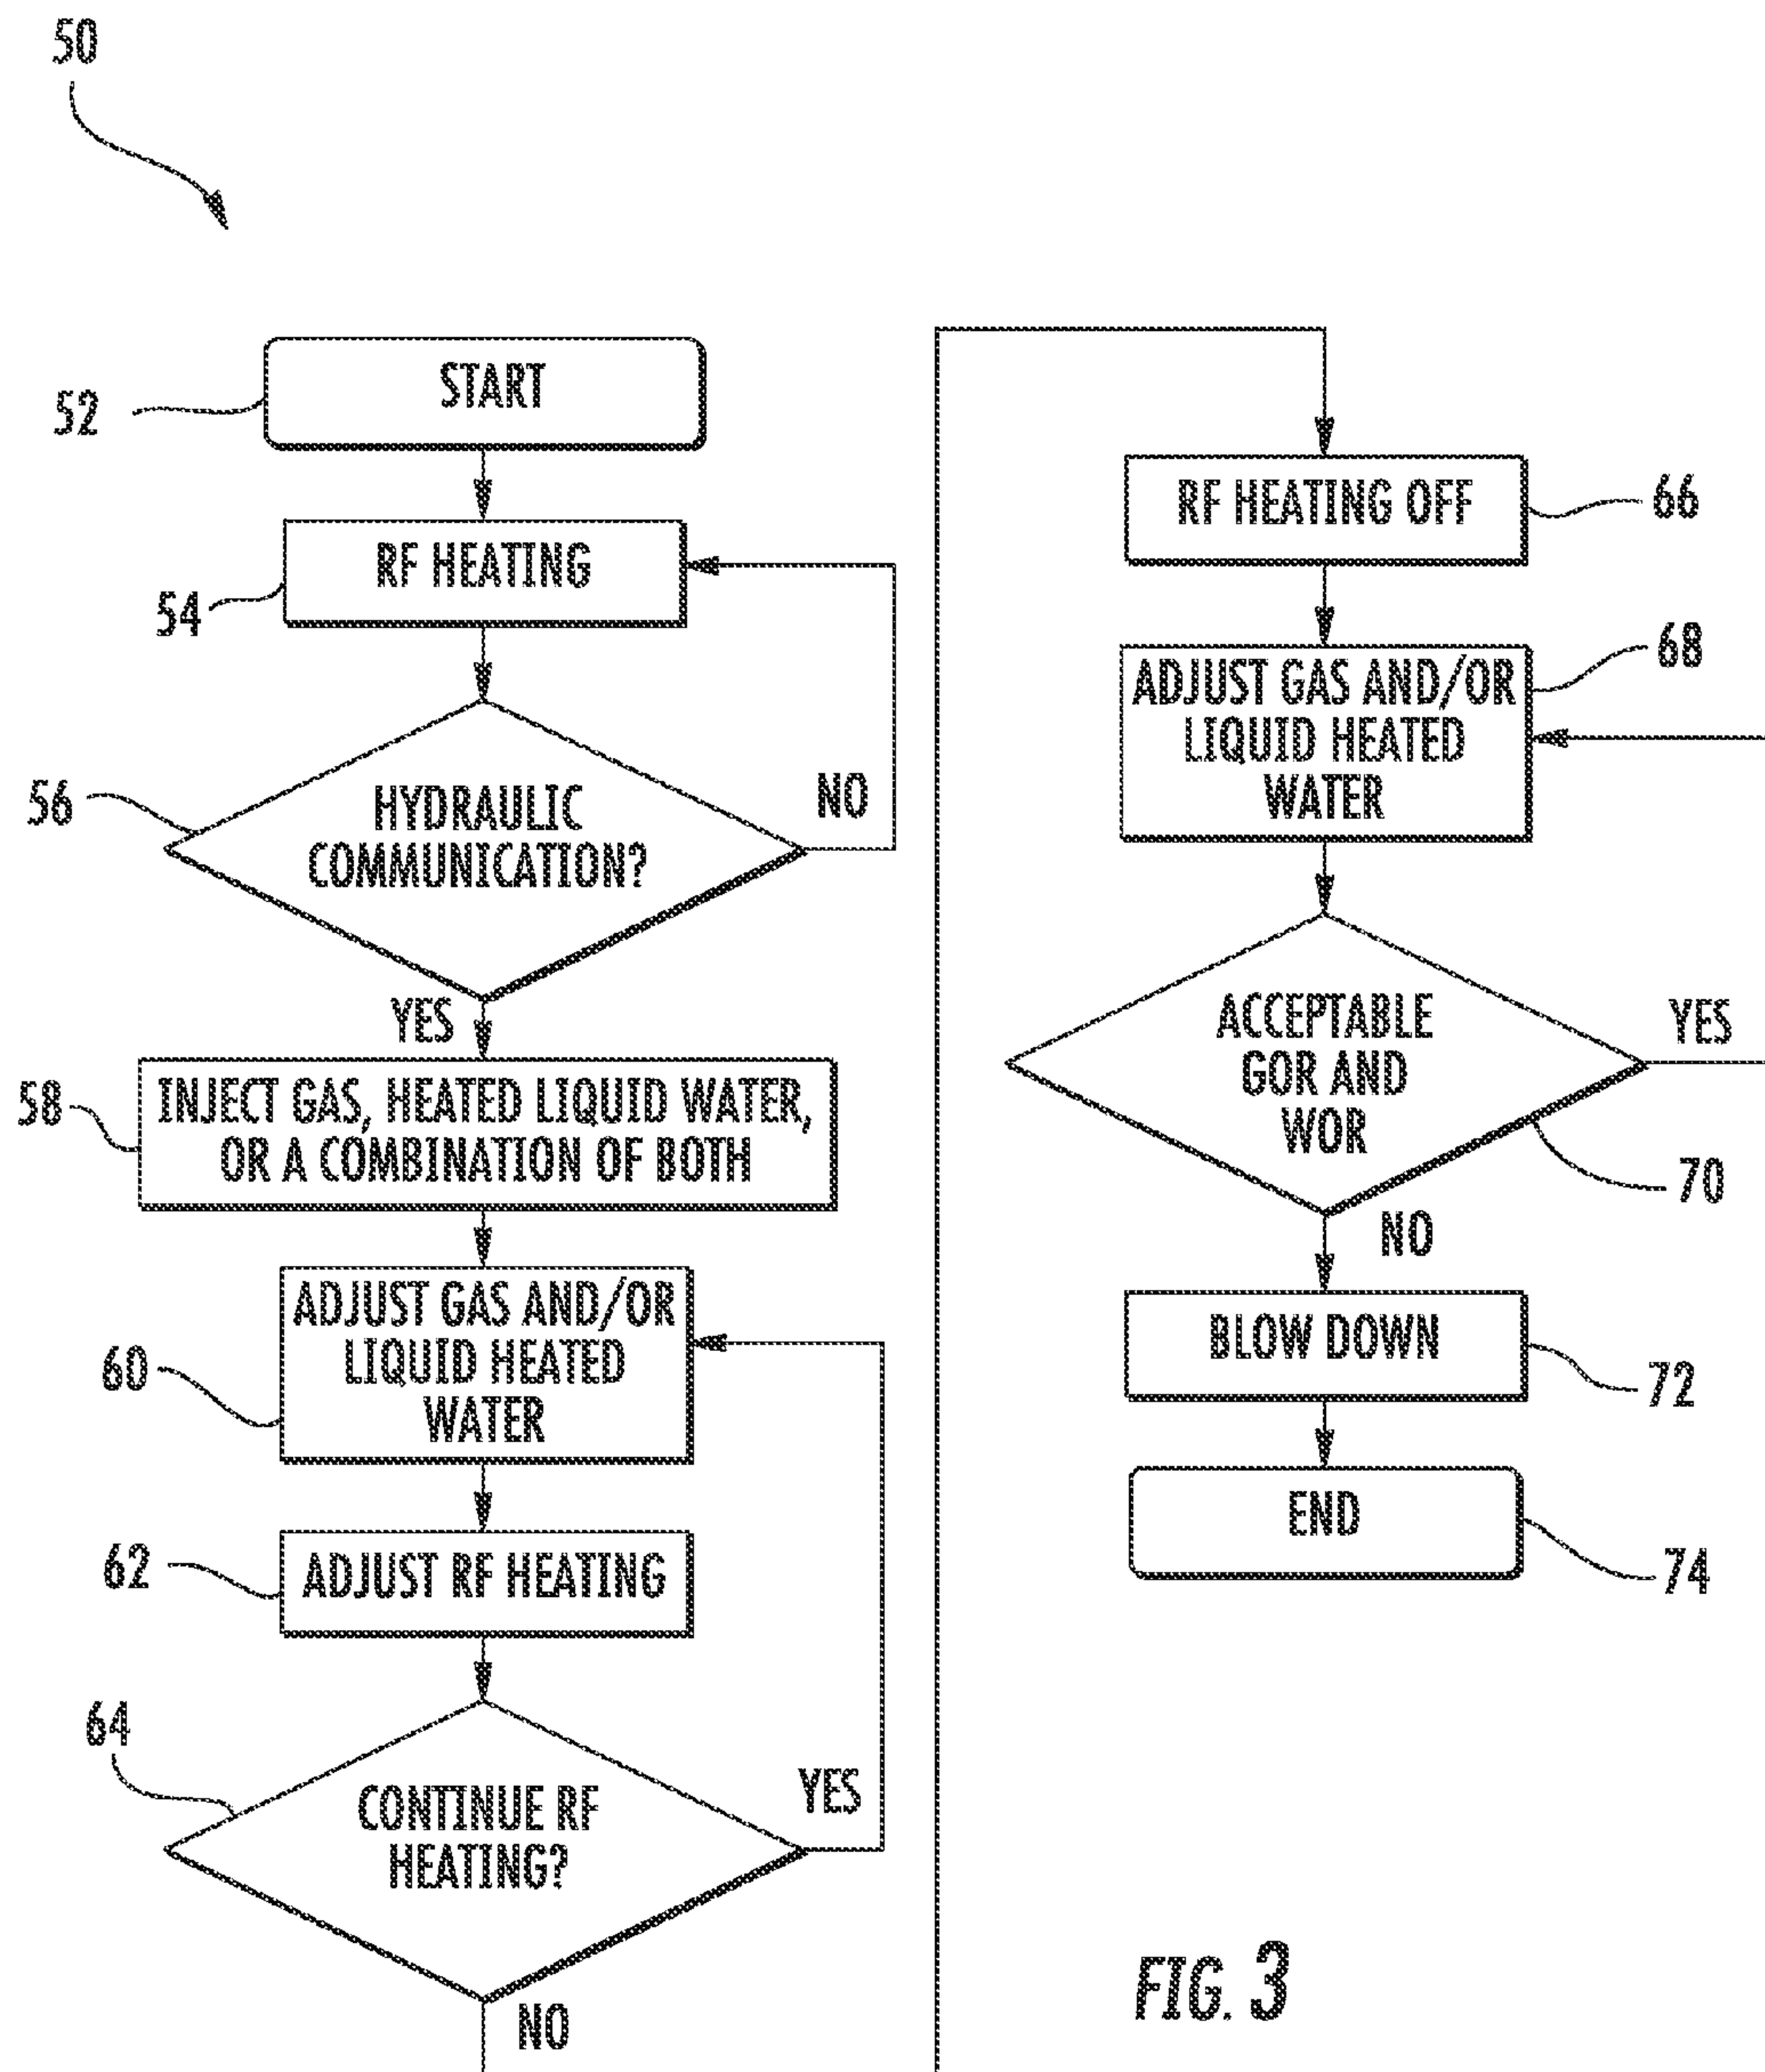 50
START
52
RF HEATING
54
HYDRAULIC
COMMUNICATION?
56
NO
YES
INJECT GAS, HEATED LIQUID WATER,
OR A COMBINATION OF BOTH
58
ADJUST GAS AND/OR
LIQUID HEATED
WATER
60
ADJUST RF HEATING
62
64
CONTINUE RF
HEATING?
YES
NO
RF HEATING OFF
66
ADJUST GAS AND/OR
LIQUID HEATED
WATER
68
ACCEPTABLE
GOR AND
WOR
YES
70
NO
BLOW DOWN
72
END
74
FIG. 3